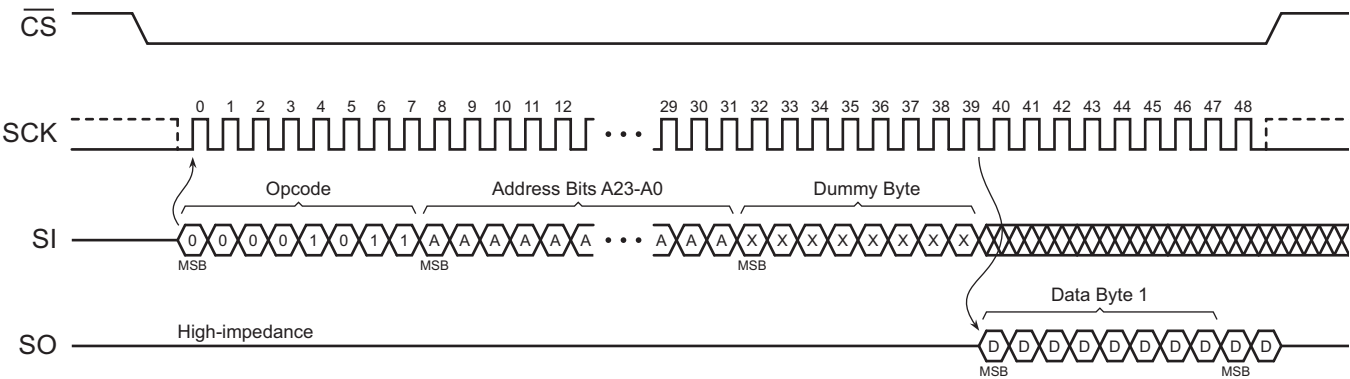 CS
0 1 2 3 4 5 6 7 8 9 10 11 12 29 30 31 32 33 34 35 36 37 38 39 40 41 42 43 44 45 46 47 48
SCK • • •
Opcode Address Bits A23-A0 Dummy Byte
SI 0 0 0 0 1 0 1 1 A A A A A A • • • A A A X X X X X X X X
MSB MSB MSB
Data Byte 1
High-impedance
SO D D D D D D D D D D
MSB MSB